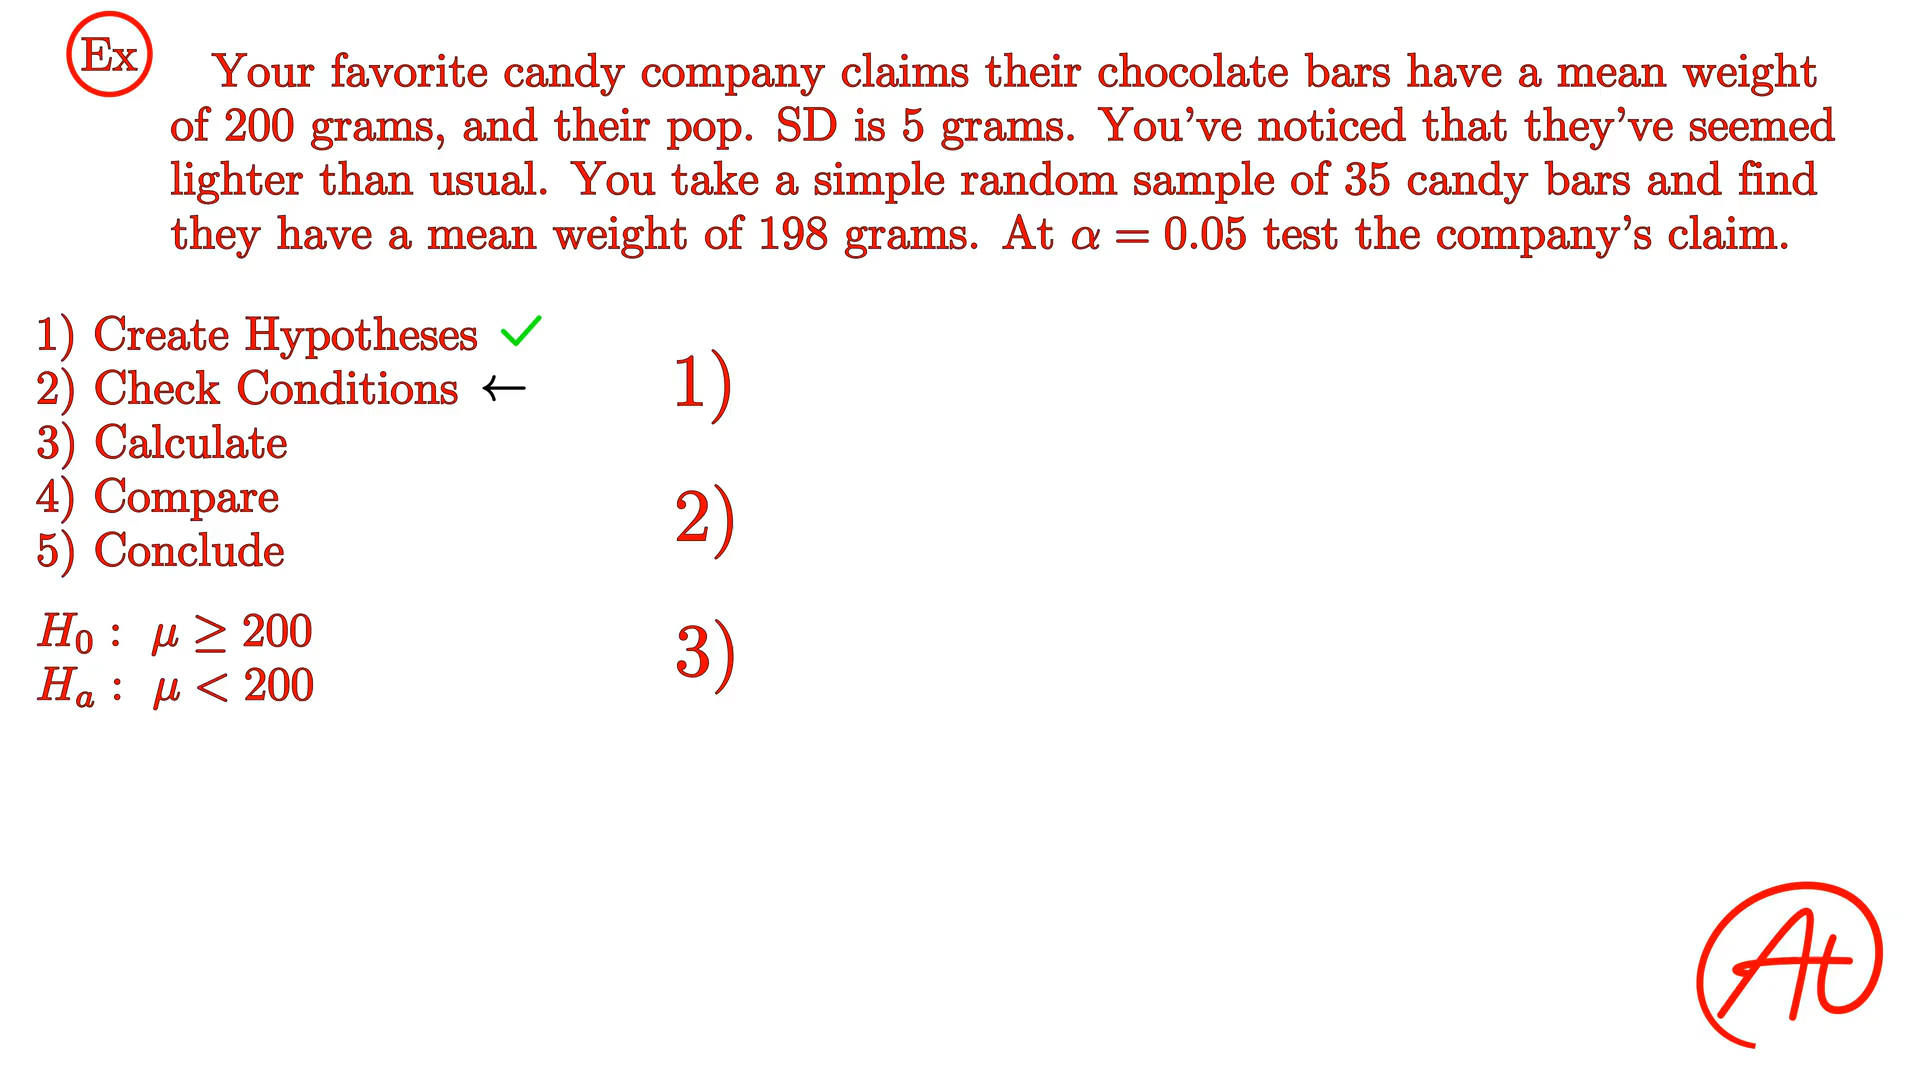 Ex
Your favorite candy company claims their chocolate bars have a mean weight
of 200 grams, and their pop. SD is 5 grams. You’ve noticed that they’ve seemed
lighter than usual. You take a simple random sample of 35 candy bars and find
they have a mean weight of 198 grams. At α = 0.05 test the company’s claim.
1) Create Hypotheses ✓
2) Check Conditions ←
3) Calculate
4) Compare
5) Conclude
H₀ : μ ≥ 200
Hₐ : μ < 200
1)
2)
3)
At